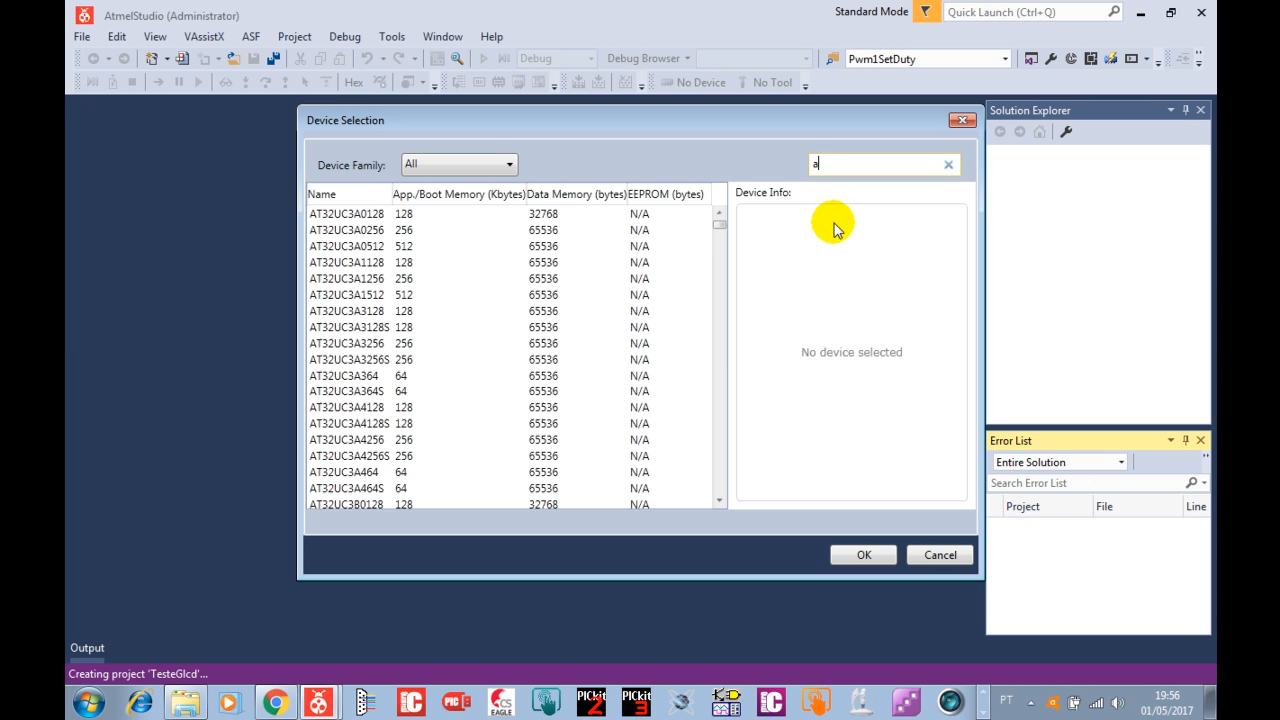 AtmelStudio (Administrator)
Standard Mode
Quick Launch (Ctrl+Q)
File Edit View VAssistX ASF Project Debug Tools Window Help
Debug
Debug Browser
Pwm1SetDuty
Hex
No Device
No Tool
Device Selection
Device Family: All
a
Name App./Boot Memory (Kbytes) Data Memory (bytes) EEPROM (bytes)
AT32UC3A0128 128 32768 N/A
AT32UC3A0256 256 65536 N/A
AT32UC3A0512 512 65536 N/A
AT32UC3A1128 128 32768 N/A
AT32UC3A1256 256 65536 N/A
AT32UC3A1512 512 65536 N/A
AT32UC3A3128 128 65536 N/A
AT32UC3A3128S 128 65536 N/A
AT32UC3A3256 256 65536 N/A
AT32UC3A3256S 256 65536 N/A
AT32UC3A364 64 65536 N/A
AT32UC3A364S 64 65536 N/A
AT32UC3A4128 128 65536 N/A
AT32UC3A4128S 128 65536 N/A
AT32UC3A4256 256 65536 N/A
AT32UC3A4256S 256 65536 N/A
AT32UC3A464 64 65536 N/A
AT32UC3A464S 64 65536 N/A
AT32UC3B0128 128 32768 N/A
Device Info:
No device selected
OK
Cancel
Solution Explorer
Error List
Entire Solution
Search Error List
Project File Line
Output
Creating project 'TesteGlcd'...
EAGLE
PICkit 2
PICkit 3
PT
19:56
01/05/2017